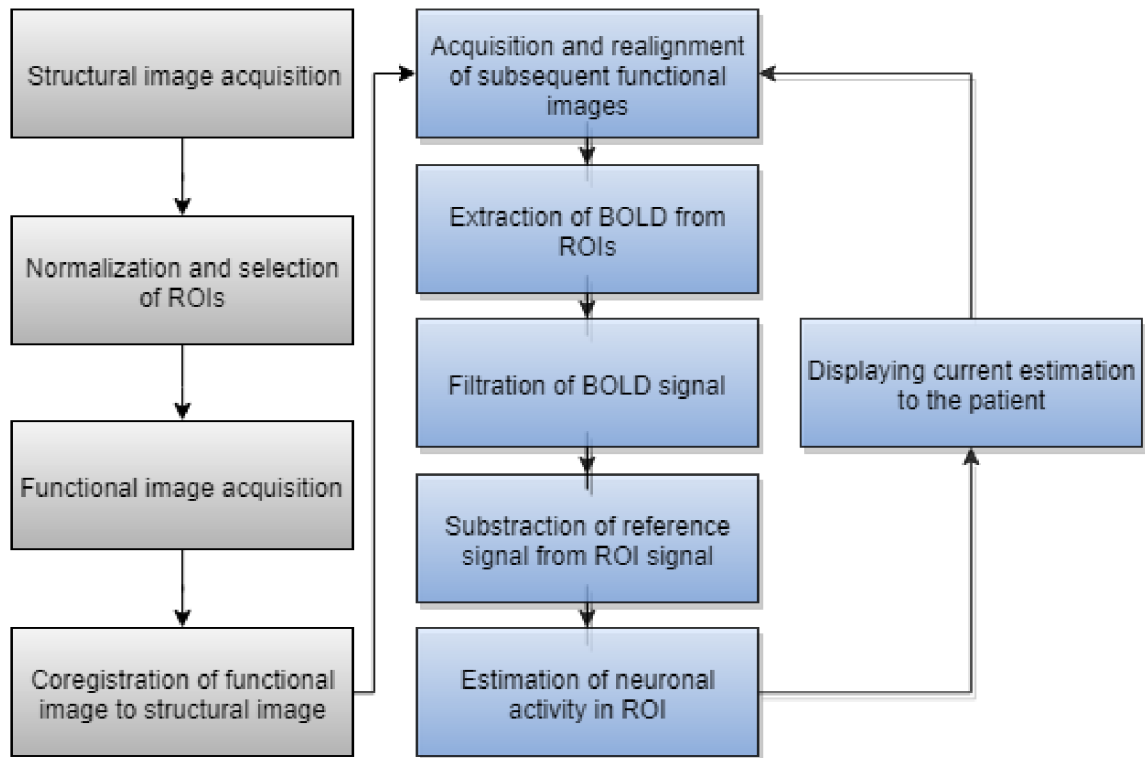 Structural image acquisition
Normalization and selection
of ROIs
Functional image acquisition
Coregistration of functional
image to structural image
Acquisition and realignment
of subsequent functional
images
Extraction of BOLD from
ROIs
Filtration of BOLD signal
Substraction of reference
signal from ROI signal
Estimation of neuronal
activity in ROI
Displaying current estimation
to the patient